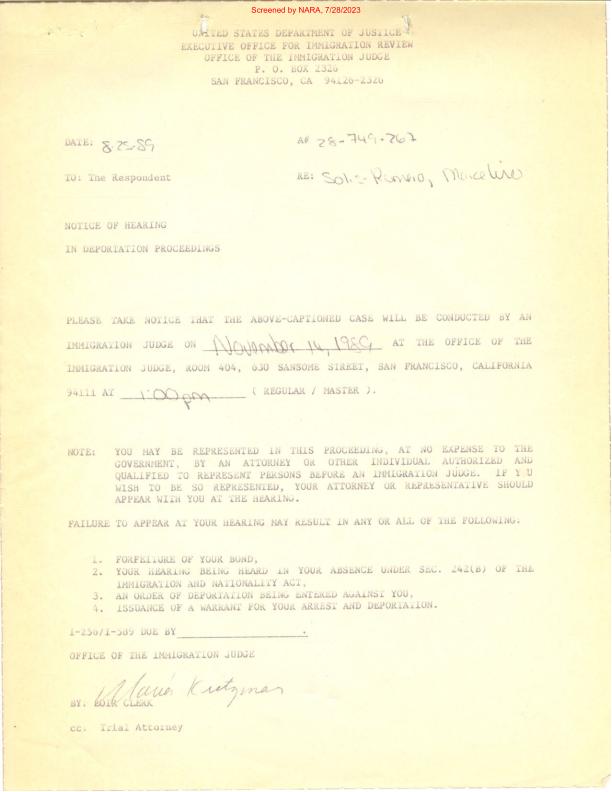 Screened by NARA, 7/28/2023
UNITED STATES DEPARTMENT OF JUSTICE
EXECUTIVE OFFICE FOR IMMIGRATION REVIEW
OFFICE OF THE IMMIGRATION JUDGE
P. O. BOX 2326
SAN FRANCISCO, CA 94126-2326
DATE: 8-25-89 A# 28-749-267
TO: The Respondent RE: Solis-Romero, Marcelino
NOTICE OF HEARING
IN DEPORTATION PROCEEDINGS
PLEASE TAKE NOTICE THAT THE ABOVE-CAPTIONED CASE WILL BE CONDUCTED BY AN
IMMIGRATION JUDGE ON November 14, 1989 AT THE OFFICE OF THE
IMMIGRATION JUDGE, ROOM 404, 630 SANSOME STREET, SAN FRANCISCO, CALIFORNIA
94111 AT 1:00pm ( REGULAR / MASTER ).
NOTE: YOU MAY BE REPRESENTED IN THIS PROCEEDING, AT NO EXPENSE TO THE
GOVERNMENT, BY AN ATTORNEY OR OTHER INDIVIDUAL AUTHORIZED AND
QUALIFIED TO REPRESENT PERSONS BEFORE AN IMMIGRATION JUDGE. IF Y U
WISH TO BE SO REPRESENTED, YOUR ATTORNEY OR REPRESENTATIVE SHOULD
APPEAR WITH YOU AT THE HEARING.
FAILURE TO APPEAR AT YOUR HEARING MAY RESULT IN ANY OR ALL OF THE FOLLOWING:
1. FORFEITURE OF YOUR BOND,
2. YOUR HEARING BEING HEARD IN YOUR ABSENCE UNDER SEC. 242(B) OF THE
IMMIGRATION AND NATIONALITY ACT,
3. AN ORDER OF DEPORTATION BEING ENTERED AGAINST YOU,
4. ISSUANCE OF A WARRANT FOR YOUR ARREST AND DEPORTATION.
I-256/I-589 DUE BY .
OFFICE OF THE IMMIGRATION JUDGE
BY: EOIR CLERK
cc: Trial Attorney